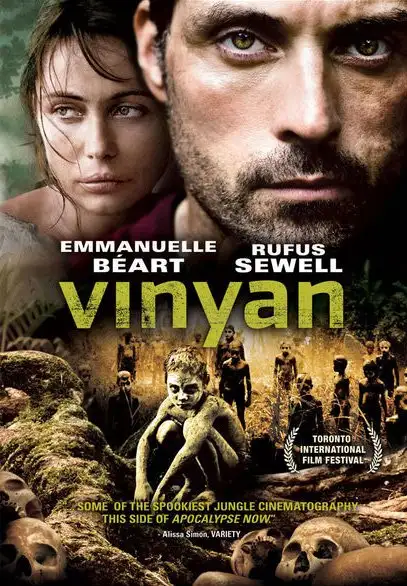 EMMANUELLE BÉART
RUFUS SEWELL
vinyan
TORONTO
INTERNATIONAL
FILM FESTIVAL
"SOME OF THE SPOOKIEST JUNGLE CINEMATOGRAPHY
THIS SIDE OF APOCALYPSE NOW."
- Alissa Simon, VARIETY